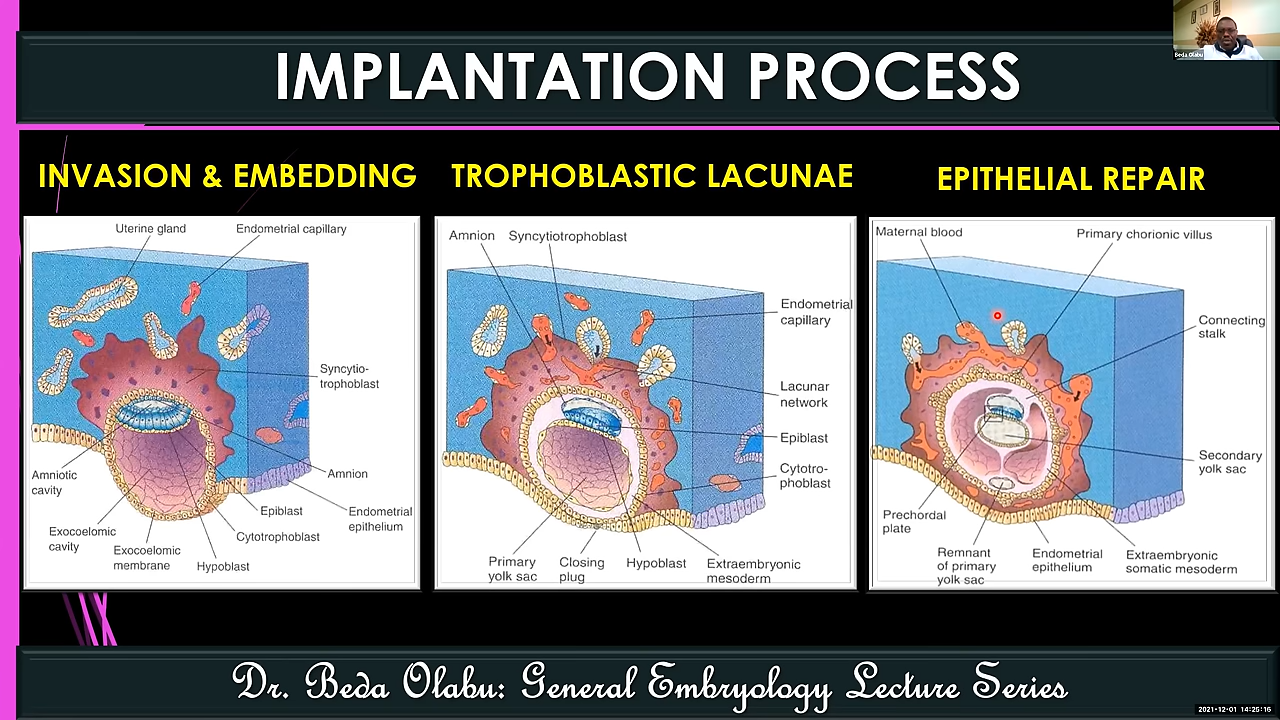 IMPLANTATION PROCESS
Beda Olabu
INVASION & EMBEDDING
TROPHOBLASTIC LACUNAE
EPITHELIAL REPAIR
Uterine gland
Endometrial capillary
Syncytio-
trophoblast
Amniotic
cavity
Amnion
Exocoelomic
cavity
Epiblast
Endometrial
epithelium
Exocoelomic
membrane
Cytotrophoblast
Hypoblast
Amnion
Syncytiotrophoblast
Endometrial
capillary
Lacunar
network
Epiblast
Cytotro-
phoblast
Primary
yolk sac
Closing
plug
Hypoblast
Extraembryonic
mesoderm
Maternal blood
Primary chorionic villus
Connecting
stalk
Secondary
yolk sac
Prechordal
plate
Remnant
of primary
yolk sac
Endometrial
epithelium
Extraembryonic
somatic mesoderm
Dr. Beda Olabu: General Embryology Lecture Series
2021-12-01 14:25:16